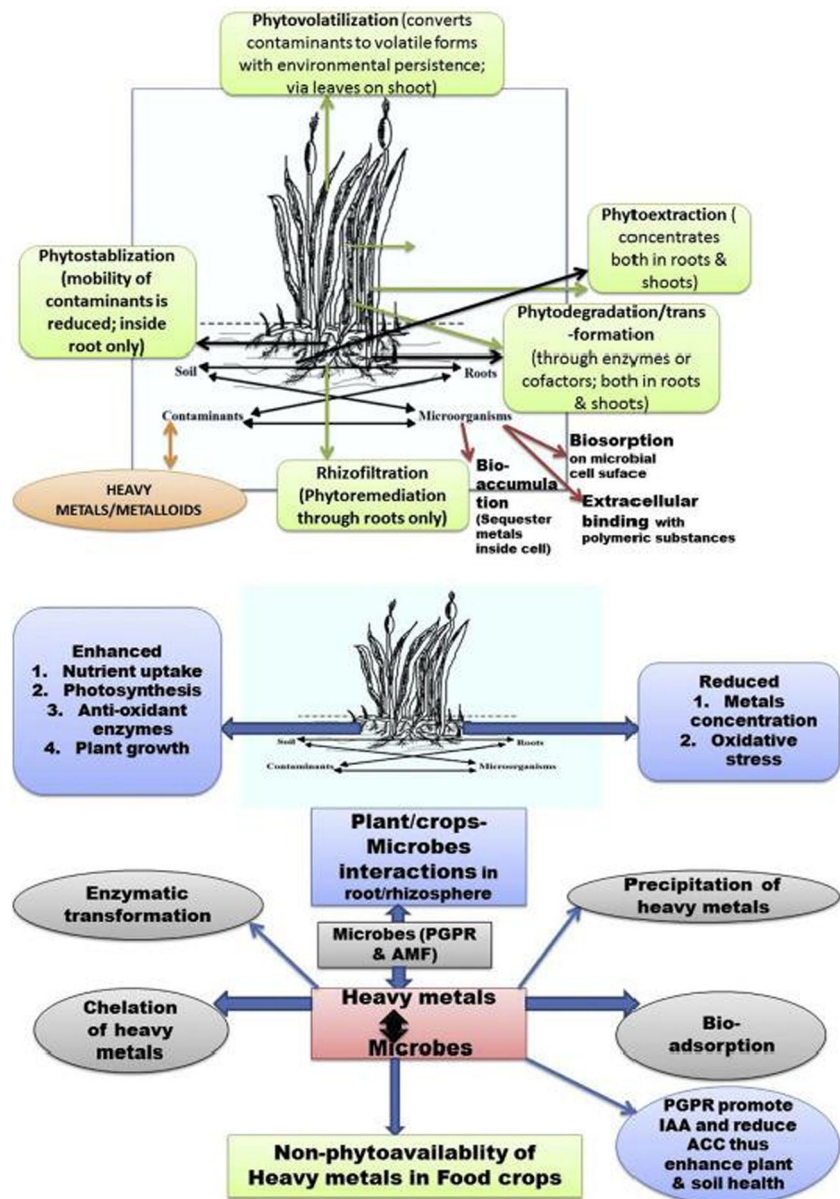 Phytovolatilization (converts
contaminants to volatile forms
with environmental persistence;
via leaves on shoot)
Phytoextraction (
concentrates
both in roots &
shoots)
Phytostablization
(mobility of
contaminants is
reduced; inside
root only)
Phytodegradation/trans
-formation
(through enzymes or
cofactors; both in roots
& shoots)
Soil
Roots
Contaminants
Microorganisms
HEAVY
METALS/METALLOIDS
Rhizofiltration
(Phytoremediation
through roots only)
Bio-
accumula
tion
(Sequester
metals
inside cell)
Biosorption
on microbial
cell suface
Extracellular
binding with
polymeric substances
Enhanced
1. Nutrient uptake
2. Photosynthesis
3. Anti-oxidant
enzymes
4. Plant growth
Soil
Roots
Contaminants
Microorganisms
Reduced
1. Metals
concentration
2. Oxidative
stress
Plant/crops-
Microbes
interactions in
root/rhizosphere
Enzymatic
transformation
Precipitation of
heavy metals
Microbes (PGPR
& AMF)
Chelation
of heavy
metals
Heavy metals
Microbes
Bio-
adsorption
Non-phytoavailablity of
Heavy metals in Food crops
PGPR promote
IAA and reduce
ACC thus
enhance plant
& soil health